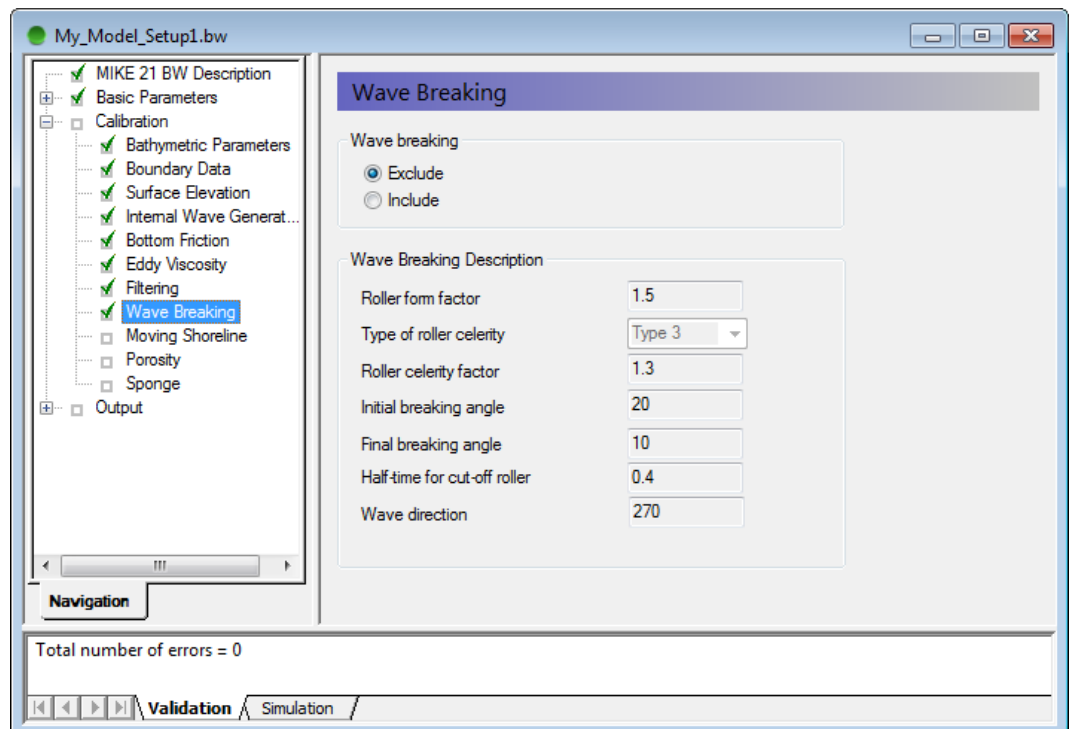 My_Model_Setup1.bw
MIKE 21 BW Description
Basic Parameters
Calibration
Bathymetric Parameters
Boundary Data
Surface Elevation
Internal Wave Generat...
Bottom Friction
Eddy Viscosity
Filtering
Wave Breaking
Moving Shoreline
Porosity
Sponge
Output
Navigation
Wave Breaking
Wave breaking
Exclude
Include
Wave Breaking Description
Roller form factor 1.5
Type of roller celerity Type 3
Roller celerity factor 1.3
Initial breaking angle 20
Final breaking angle 10
Half-time for cut-off roller 0.4
Wave direction 270
Total number of errors = 0
Validation Simulation